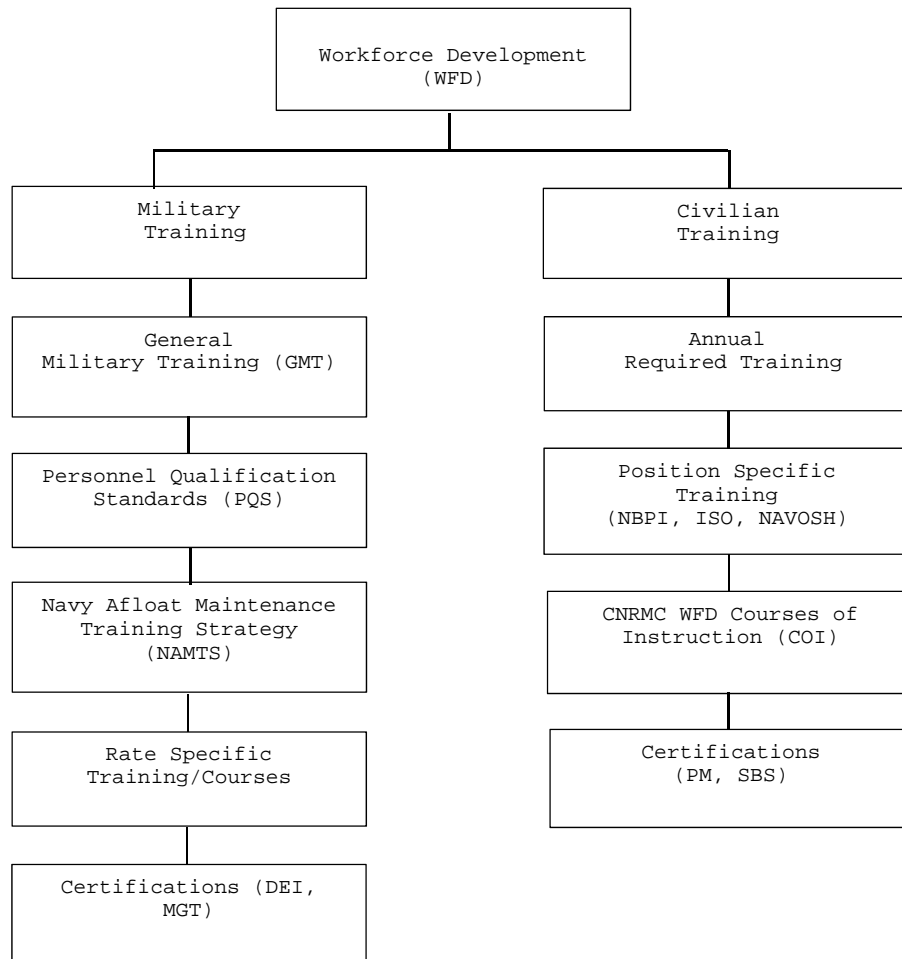 Workforce Development
(WFD)
Military
Training
General
Military Training (GMT)
Personnel Qualification
Standards (PQS)
Navy Afloat Maintenance
Training Strategy
(NAMTS)
Rate Specific
Training/Courses
Certifications (DEI,
MGT)
Civilian
Training
Annual
Required Training
Position Specific
Training
(NBPI, ISO, NAVOSH)
CNRMC WFD Courses of
Instruction (COI)
Certifications
(PM, SBS)